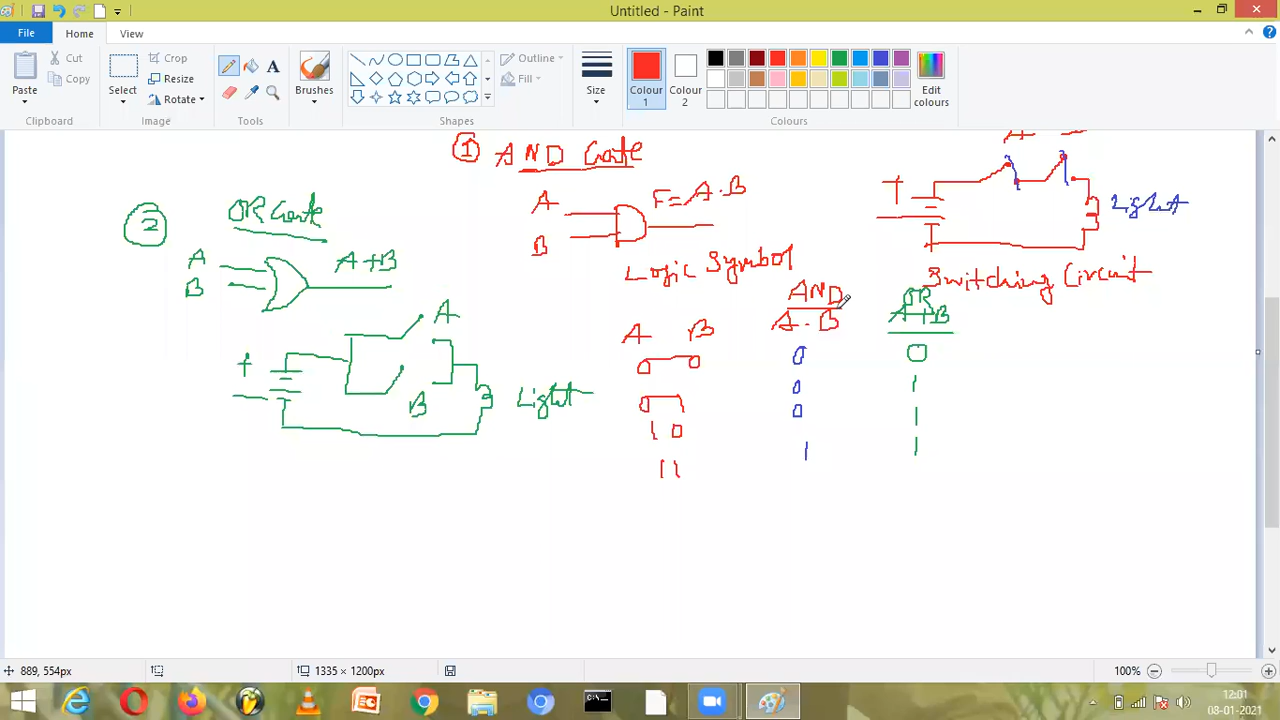 Untitled - Paint
File
Home
View
Paste
Cut
Copy
Clipboard
Select
Crop
Resize
Rotate
Image
Tools
Brushes
Shapes
Outline
Fill
Size
Colour
1
Colour
2
Edit
colours
Colours
① AND Gate
② OR Gate
A
B
A+B
A
B
F=A·B
Logic Symbol
+
Light
Switching Circuit
+
A
B
Light
AND OR
A B A·B A+B
0 0 0 0
0 1 0 1
1 0 0 1
1 1 1 1
889, 554px
1335 × 1200px
100%
12:01
08-01-2021